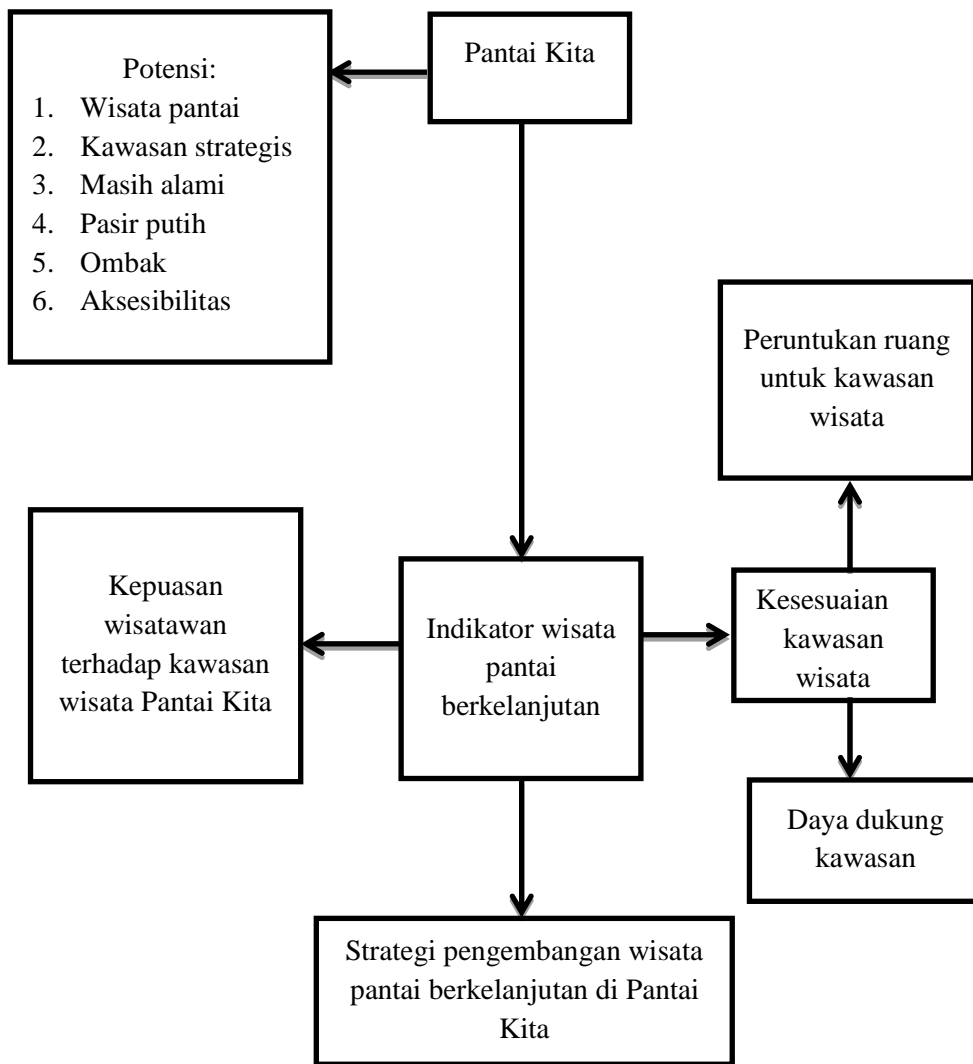 Pantai Kita
Potensi:
1. Wisata pantai
2. Kawasan strategis
3. Masih alami
4. Pasir putih
5. Ombak
6. Aksesibilitas
Peruntukan ruang
untuk kawasan
wisata
Kepuasan
wisatawan
terhadap kawasan
wisata Pantai Kita
Indikator wisata
pantai
berkelanjutan
Kesesuaian
kawasan
wisata
Daya dukung
kawasan
Strategi pengembangan wisata
pantai berkelanjutan di Pantai
Kita